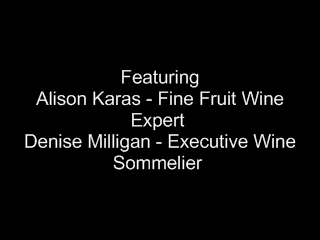 Featuring
Alison Karas - Fine Fruit Wine
Expert
Denise Milligan - Executive Wine
Sommelier